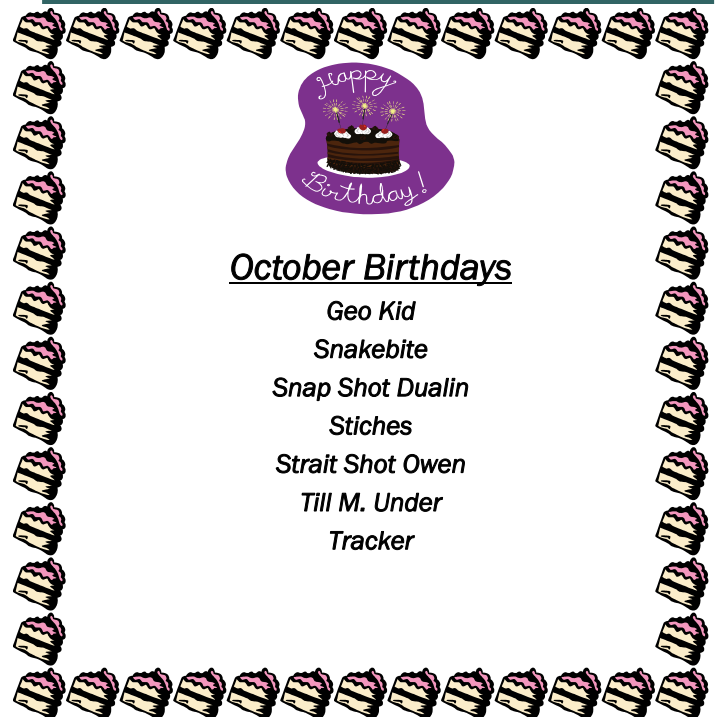 Happy
Birthday!
October Birthdays
Geo Kid
Snakebite
Snap Shot Dualin
Stiches
Strait Shot Owen
Till M. Under
Tracker